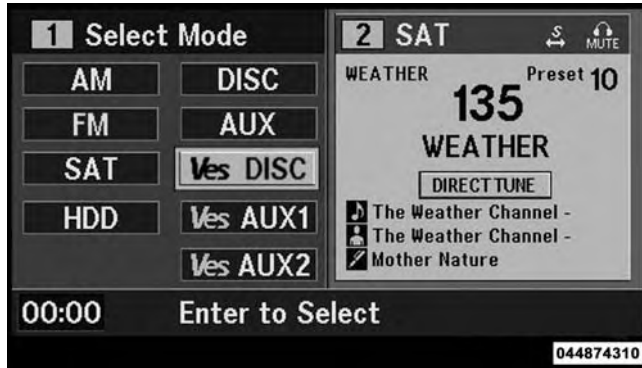 1 Select Mode
AM DISC
FM AUX
SAT Ves DISC
HDD Ves AUX1
Ves AUX2
2 SAT S MUTE
WEATHER Preset 10
135
WEATHER
DIRECT TUNE
The Weather Channel -
The Weather Channel -
Mother Nature
00:00 Enter to Select
044874310